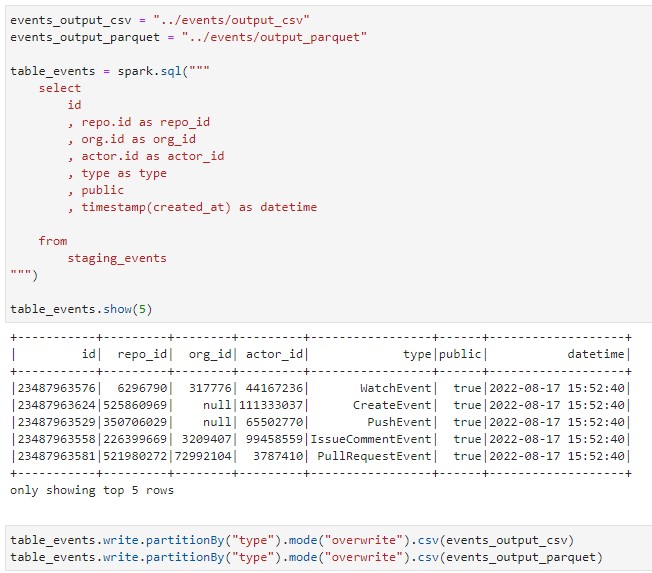 events_output_csv = "../events/output_csv"
events_output_parquet = "../events/output_parquet"

table_events = spark.sql("""
    select
        id
        , repo.id as repo_id
        , org.id as org_id
        , actor.id as actor_id
        , type as type
        , public
        , timestamp(created_at) as datetime

    from
        staging_events
""")

table_events.show(5)
+-----------+---------+--------+---------+-----------------+------+-------------------+
|         id|  repo_id|  org_id| actor_id|             type|public|           datetime|
+-----------+---------+--------+---------+-----------------+------+-------------------+
|23487963576|  6296790|  317776| 44167236|       WatchEvent|  true|2022-08-17 15:52:40|
|23487963624|525860969|    null|111333037|      CreateEvent|  true|2022-08-17 15:52:40|
|23487963529|350706029|    null| 65502770|        PushEvent|  true|2022-08-17 15:52:40|
|23487963558|226399669| 3209407| 99458559|IssueCommentEvent|  true|2022-08-17 15:52:40|
|23487963581|521980272|72992104|  3787410| PullRequestEvent|  true|2022-08-17 15:52:40|
+-----------+---------+--------+---------+-----------------+------+-------------------+
only showing top 5 rows

table_events.write.partitionBy("type").mode("overwrite").csv(events_output_csv)
table_events.write.partitionBy("type").mode("overwrite").csv(events_output_parquet)